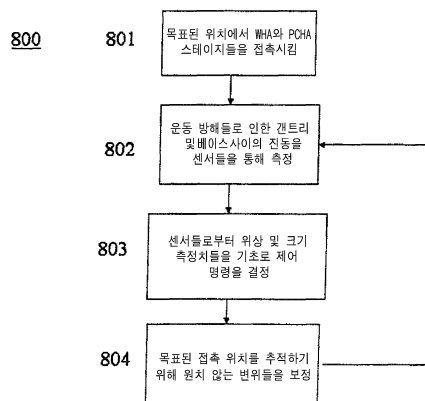 800
801
목표된 위치에서 WHA와 PCHA
스테이지들을 접촉시킴
802
운동 방해들로 인한 갠트리
및베이스사이의 진동을
센서들을 통해 측정
803
센서들로부터 위상 및 크기
측정치들을 기초로 제어
명령를 결정
804
목표된 접촉 위치를 추적하기
위해 원치 않는 변위들을 보정